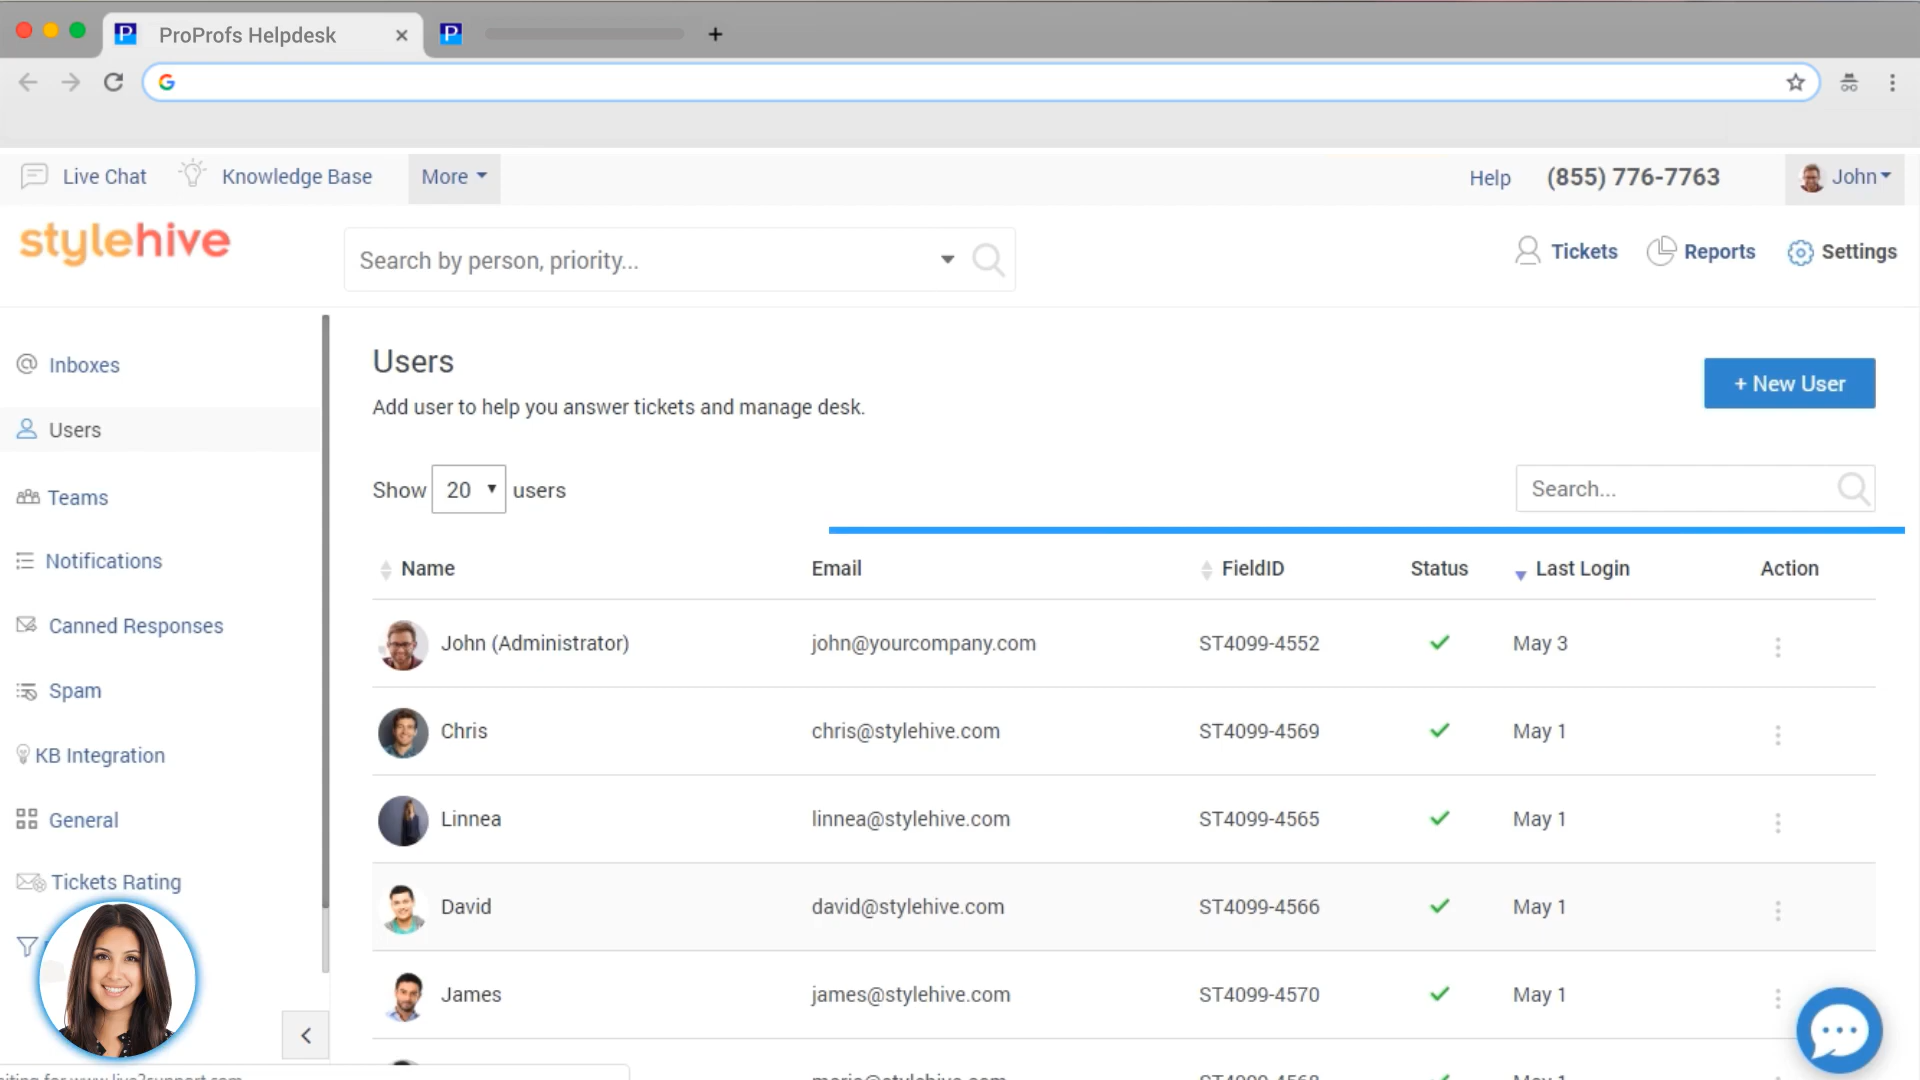 ProProfs Helpdesk
Live Chat
Knowledge Base
More
Help
(855) 776-7763
John
stylehive
Search by person, priority...
Tickets
Reports
Settings
Inboxes
Users
Teams
Notifications
Canned Responses
Spam
KB Integration
General
Tickets Rating
Users
Add user to help you answer tickets and manage desk.
+ New User
Show 20 users
Search...
Name Email FieldID Status Last Login Action
John (Administrator) john@yourcompany.com ST4099-4552 May 3
Chris chris@stylehive.com ST4099-4569 May 1
Linnea linnea@stylehive.com ST4099-4565 May 1
David david@stylehive.com ST4099-4566 May 1
James james@stylehive.com ST4099-4570 May 1